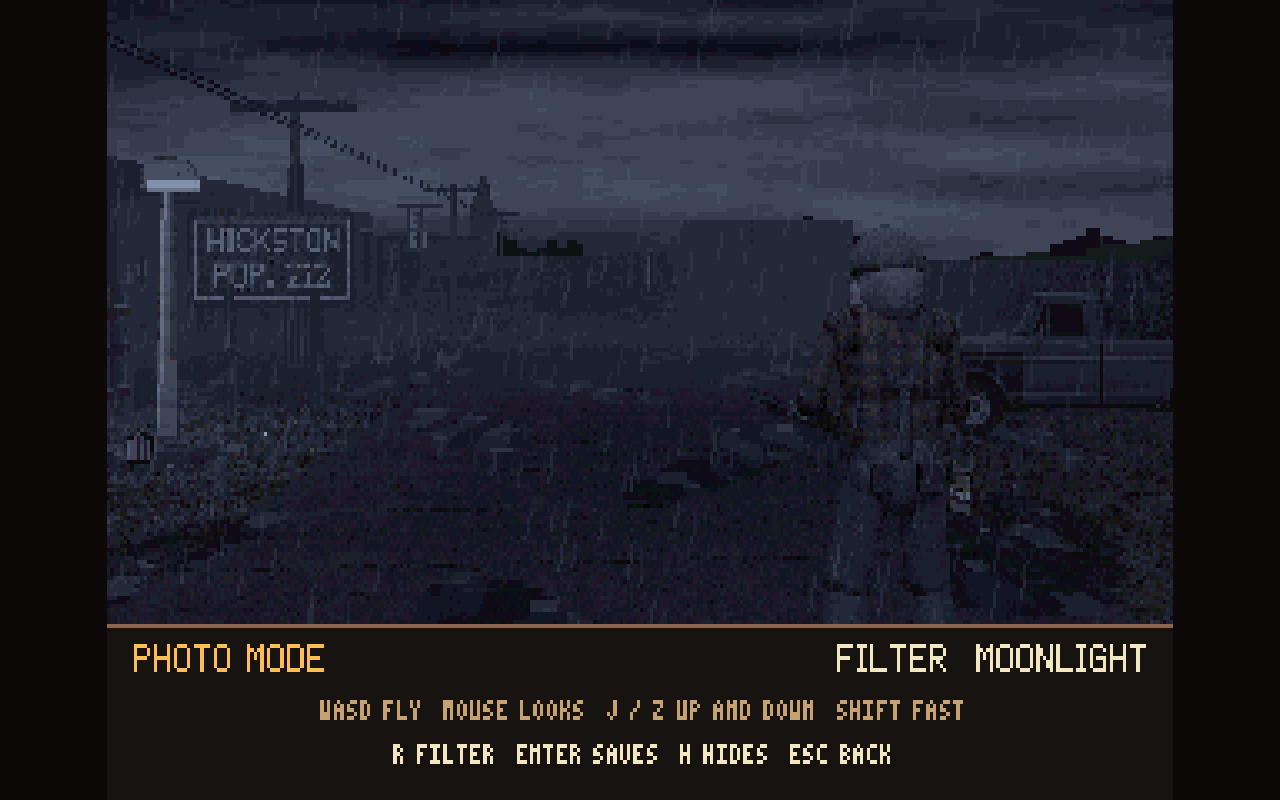 HICKSTON
POP. 212
PHOTO MODE
FILTER MOONLIGHT
WASD FLY MOUSE LOOKS J / Z UP AND DOWN SHIFT FAST
R FILTER ENTER SAVES H HIDES ESC BACK